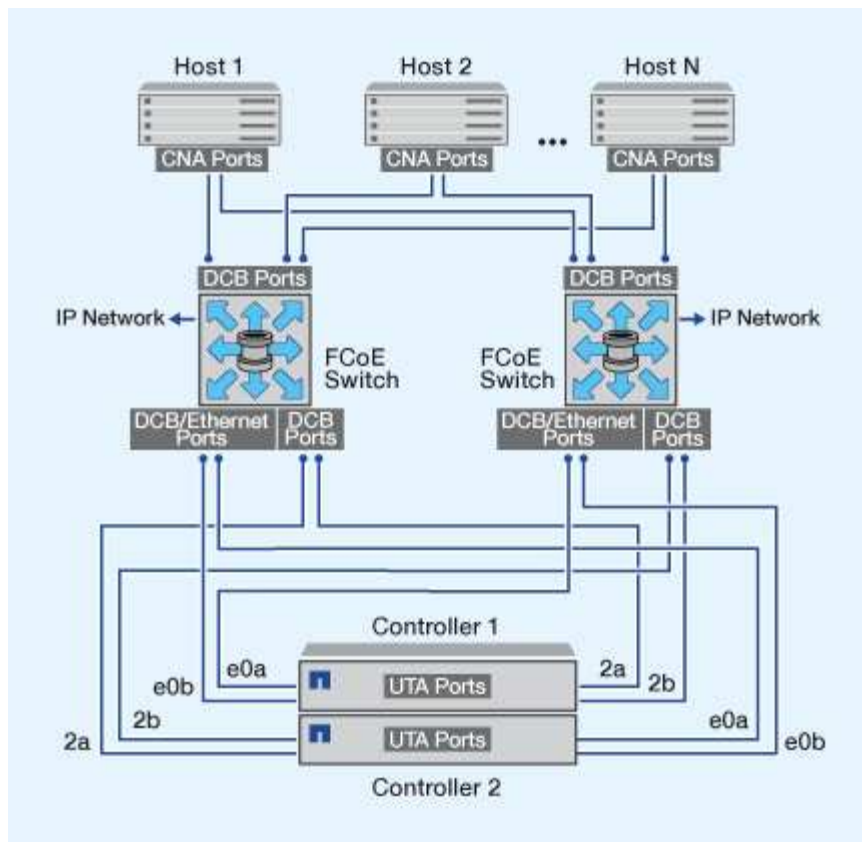 Host 1
Host 2
Host N
...
CNA Ports
CNA Ports
CNA Ports
DCB Ports
DCB Ports
IP Network
IP Network
FCoE
Switch
FCoE
Switch
DCB/Ethernet
Ports
DCB
Ports
DCB/Ethernet
Ports
DCB
Ports
Controller 1
e0a
2a
e0b
UTA Ports
2b
2b
e0a
2a
UTA Ports
e0b
Controller 2